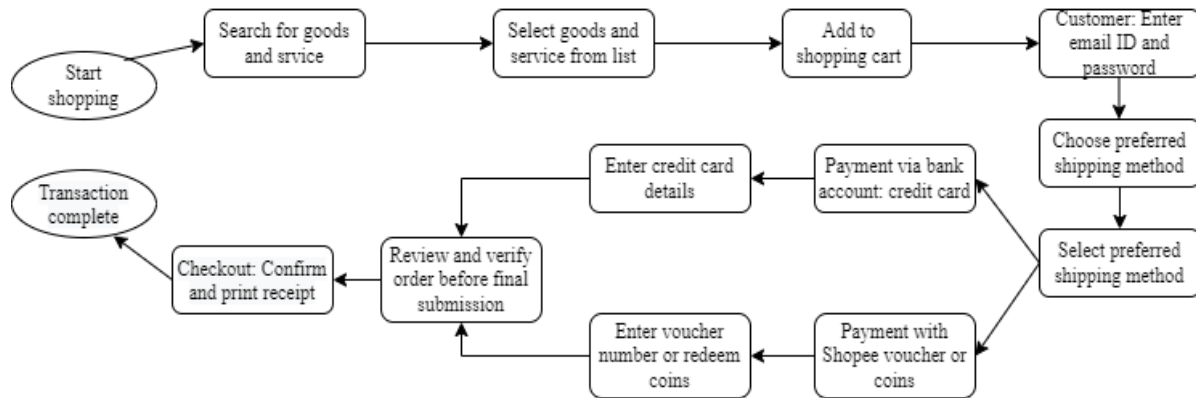 Start
shopping
Search for goods
and srvice
Select goods and
service from list
Add to
shopping cart
Customer: Enter
email ID and
password
Choose preferred
shipping method
Select preferred
shipping method
Payment via bank
account: credit card
Enter credit card
details
Payment with
Shopee voucher or
coins
Enter voucher
number or redeem
coins
Review and verify
order before final
submission
Checkout: Confirm
and print receipt
Transaction
complete